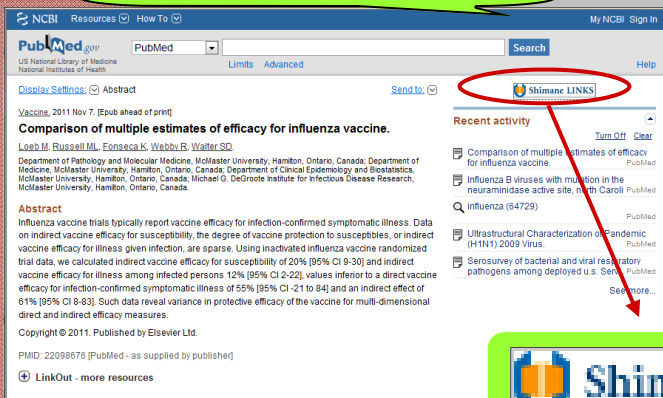 NCBI Resources How To My NCBI Sign In
PubMed.gov PubMed Search
US National Library of Medicine
National Institutes of Health
Limits Advanced Help
Display Settings: Abstract Send to:
Shimane LINKS
Vaccine. 2011 Nov 7. [Epub ahead of print]
Comparison of multiple estimates of efficacy for influenza vaccine.
Loeb M, Russell ML, Fonseca K, Webby R, Walter SD.
Department of Pathology and Molecular Medicine, McMaster University, Hamilton, Ontario, Canada; Department of
Medicine, McMaster University, Hamilton, Ontario, Canada; Department of Clinical Epidemiology and Biostatistics,
McMaster University, Hamilton, Ontario, Canada; Michael G. DeGroote Institute for Infectious Disease Research,
McMaster University, Hamilton, Ontario, Canada.
Abstract
Influenza vaccine trials typically report vaccine efficacy for infection-confirmed symptomatic illness. Data
on indirect vaccine efficacy for susceptibility, the degree of vaccine protection to susceptibles, or indirect
vaccine efficacy for illness given infection, are sparse. Using inactivated influenza vaccine randomized
trial data, we calculated indirect vaccine efficacy for susceptibility of 20% [95% CI 9-30] and indirect
vaccine efficacy for illness among infected persons 12% [95% CI 2-22], values inferior to a direct vaccine
efficacy for infection-confirmed symptomatic illness of 55% [95% CI -21 to 84] and an indirect effect of
61% [95% CI 8-83]. Such data reveal variance in protective efficacy of the vaccine for multi-dimensional
direct and indirect efficacy measures.
Copyright © 2011. Published by Elsevier Ltd.
PMID: 22098676 [PubMed - as supplied by publisher]
LinkOut - more resources
Recent activity
Turn Off Clear
Comparison of multiple estimates of efficacy
for influenza vaccine. PubMed
Influenza B viruses with mutation in the
neuraminidase active site, north Caroli PubMed
influenza (64729)
PubMed
Ultrastructural Characterization of Pandemic
(H1N1) 2009 Virus. PubMed
Serosurvey of bacterial and viral respiratory
pathogens among deployed u.s. Serv PubMed
See more...
Shim